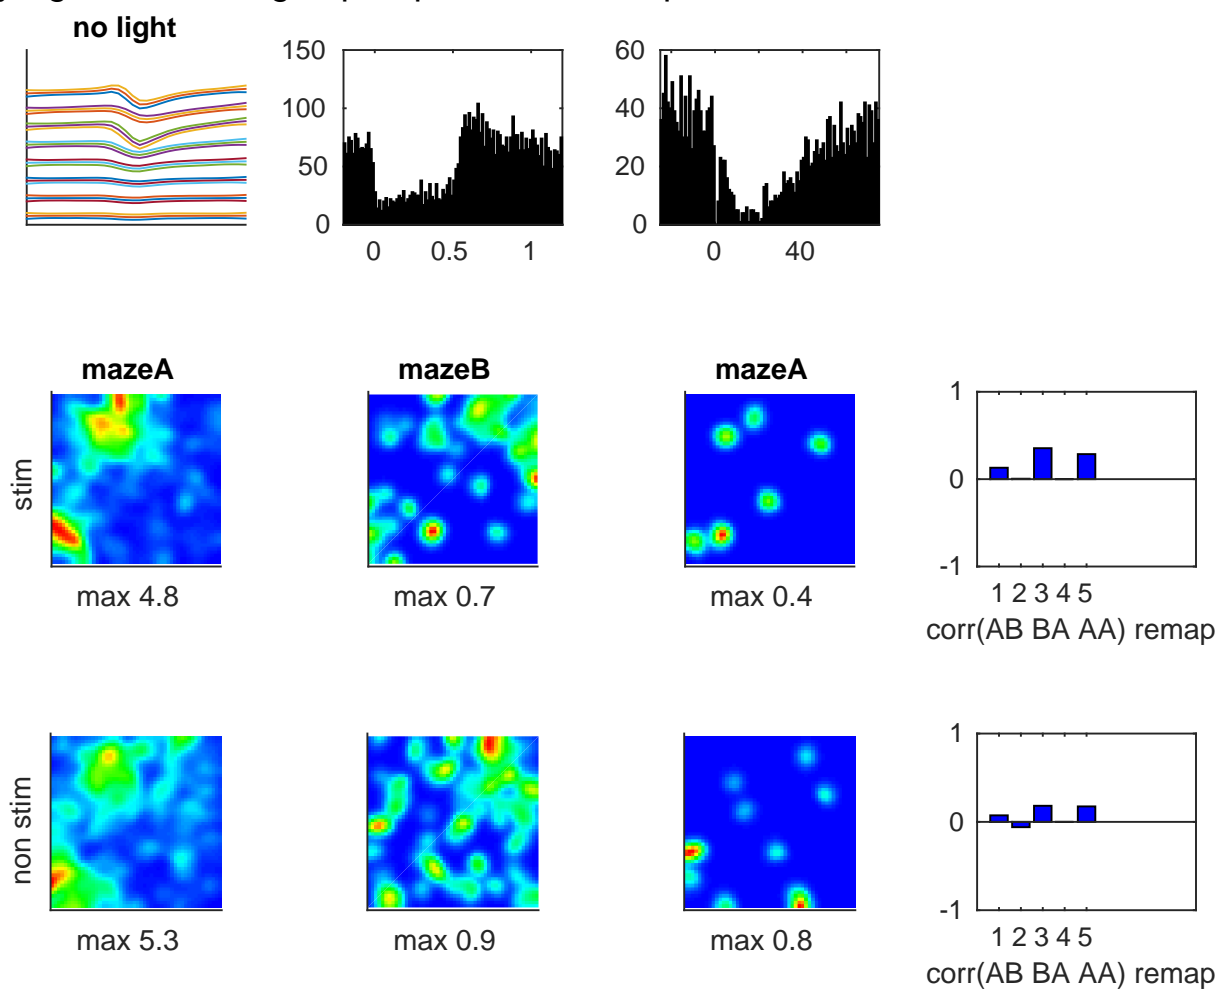 no light
150
100
50
0
0 0.5 1
60
40
20
0
0 40
mazeA mazeB mazeA
stim
max 4.8 max 0.7 max 0.4
1
0
-1
1 2 3 4 5
corr(AB BA AA) remap
non stim
max 5.3 max 0.9 max 0.8
1
0
-1
1 2 3 4 5
corr(AB BA AA) remap